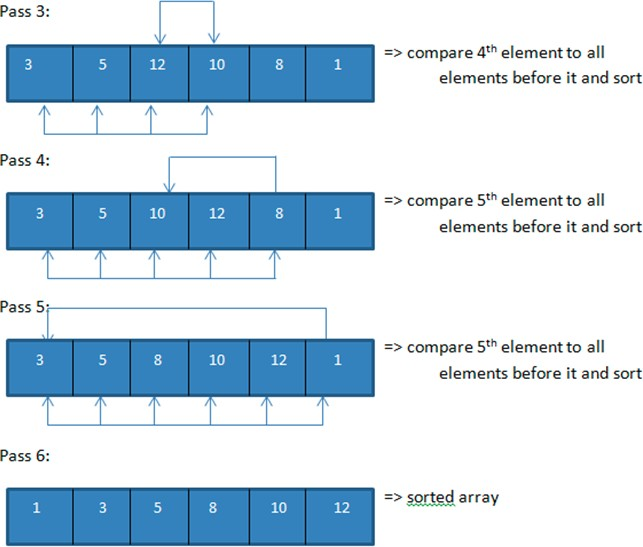 Pass 3:
3 5 12 10 8 1
=> compare 4th element to all
elements before it and sort
Pass 4:
3 5 10 12 8 1
=> compare 5th element to all
elements before it and sort
Pass 5:
3 5 8 10 12 1
=> compare 5th element to all
elements before it and sort
Pass 6:
1 3 5 8 10 12
=> sorted array